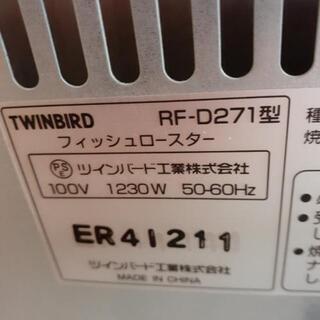 TWINBIRD RF-D271型
フィッシュロースター
PSE ツインバード工業株式会社
100V 1230W 50-60Hz
ER41211
ツインバード工業株式会社
MADE IN CHINA
種
焼